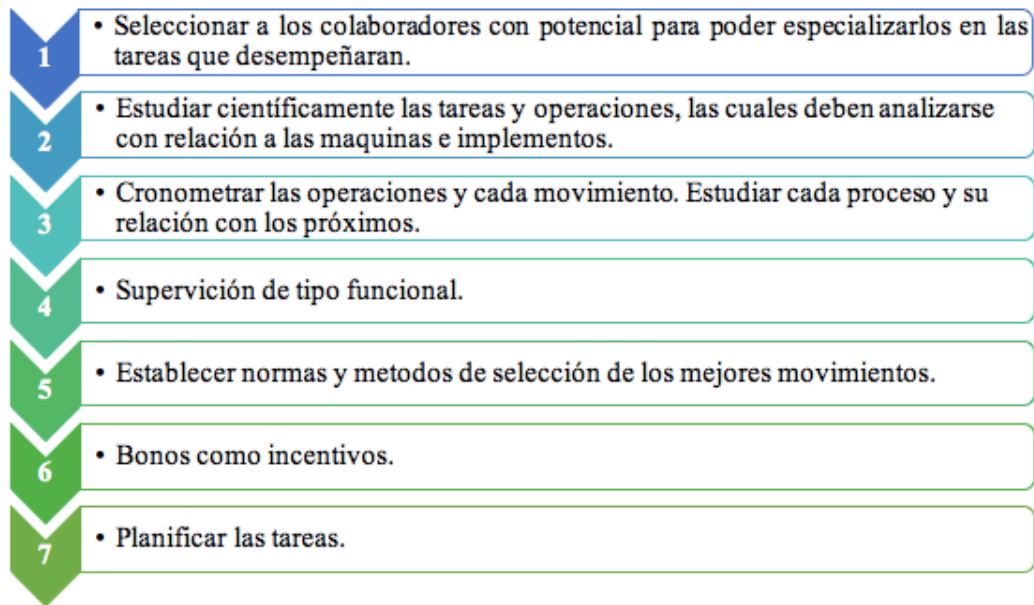 1
• Seleccionar a los colaboradores con potencial para poder especializarlos en las
tareas que desempeñaran.
2
• Estudiar científicamente las tareas y operaciones, las cuales deben analizarse
con relación a las maquinas e implementos.
3
• Cronometrar las operaciones y cada movimiento. Estudiar cada proceso y su
relación con los próximos.
4
• Supervición de tipo funcional.
5
• Establecer normas y metodos de selección de los mejores movimientos.
6
• Bonos como incentivos.
7
• Planificar las tareas.